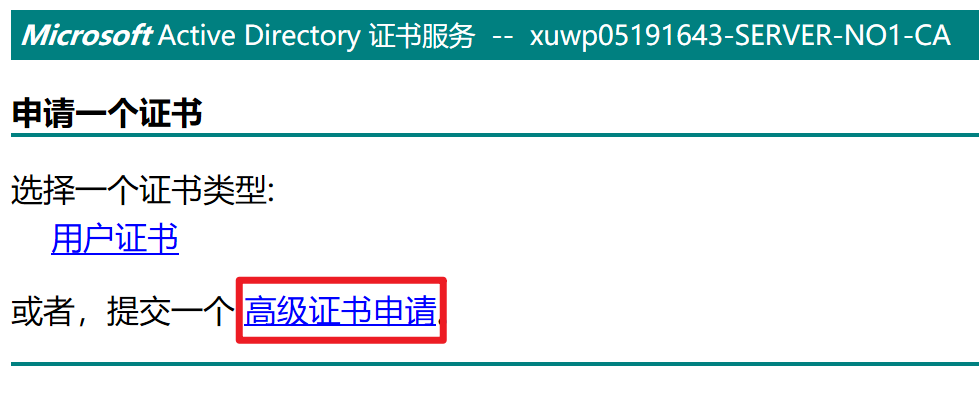 Microsoft Active Directory 证书服务 -- xuwp05191643-SERVER-NO1-CA
申请一个证书
选择一个证书类型:
用户证书
或者，提交一个 高级证书申请.